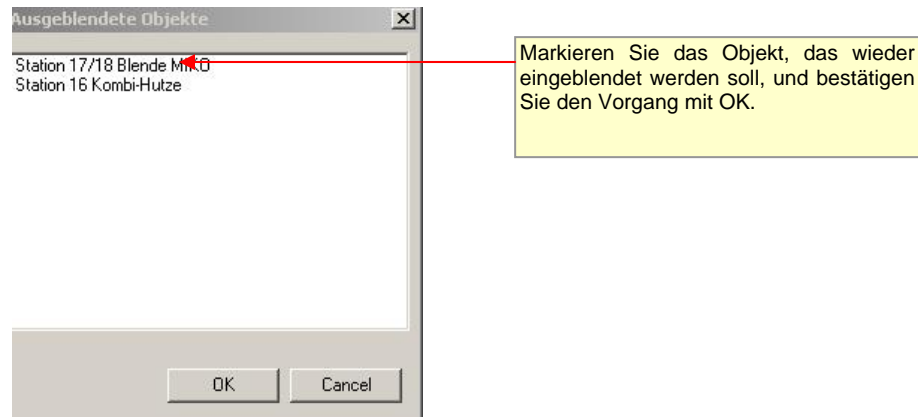 Ausgeblendete Objekte
Station 17/18 Blende MIKO
Station 16 Kombi-Hutze
OK
Cancel
Markieren Sie das Objekt, das wieder
eingeblendet werden soll, und bestätigen
Sie den Vorgang mit OK.